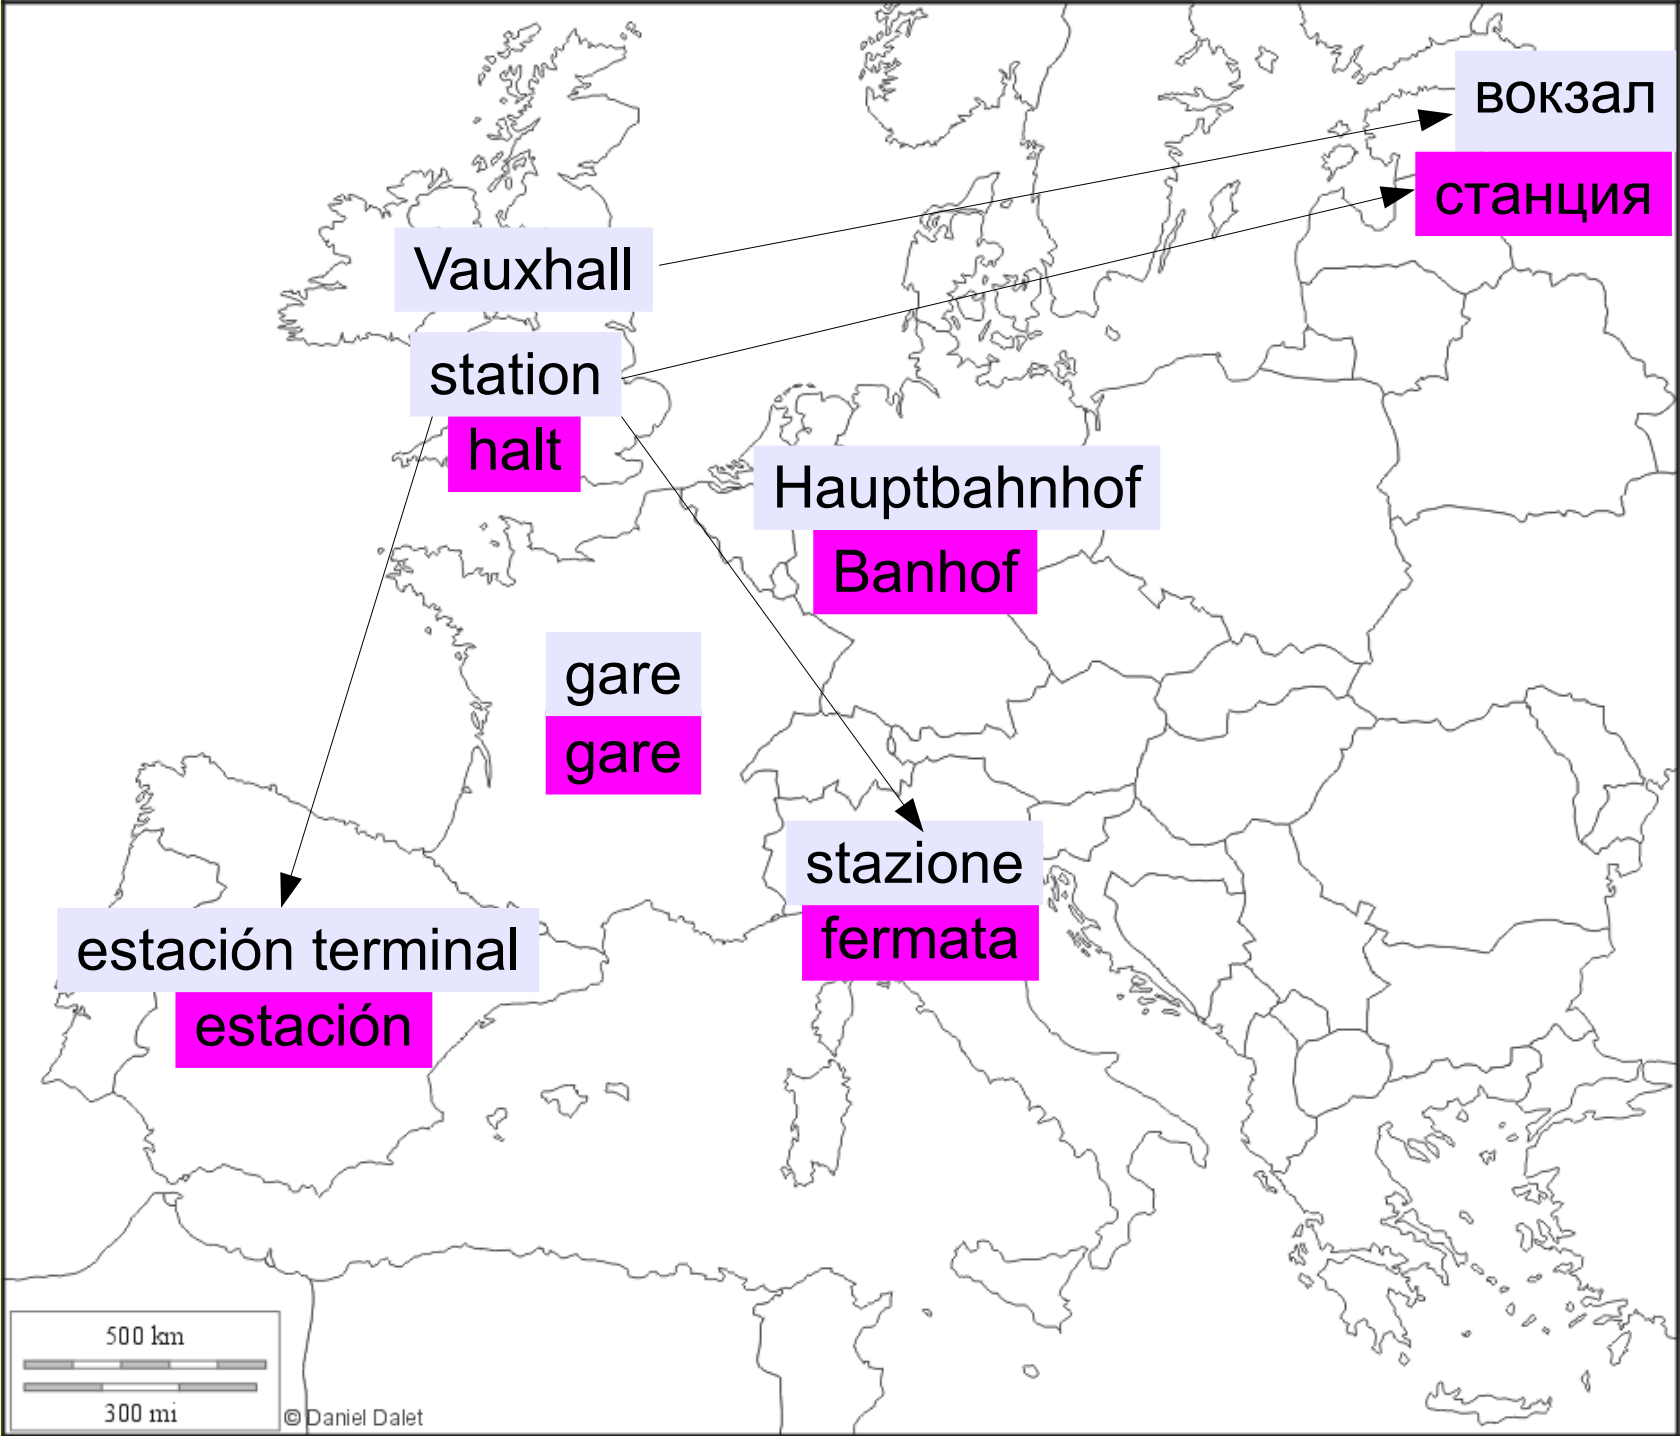 вокзал
станция
Vauxhall
station
halt
Hauptbahnhof
Banhof
gare
gare
stazione
fermata
estación terminal
estación
500 km
300 mi
© Daniel Dalet